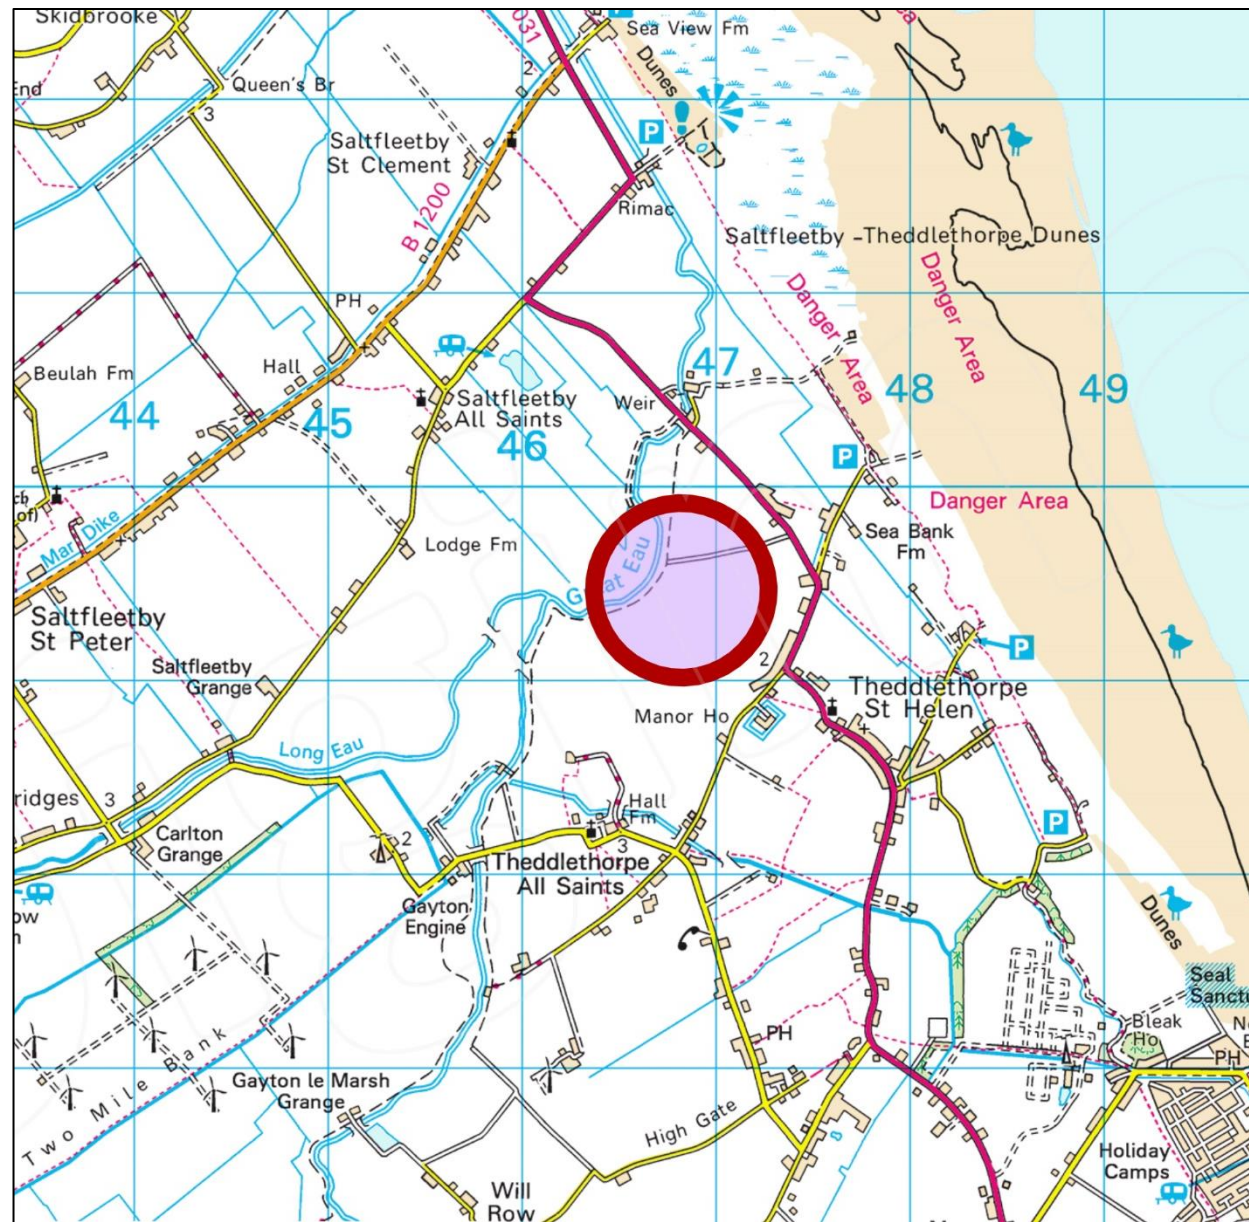 Skidbrooke
031
2
Sea View Fm
End
Queen's Br
Dunes
3
P
Saltfleetby
St Clement
Rimac
B 1200
Saltfleetby - Theddlethorpe Dunes
Danger Area
Danger Area
PH
Beulah Fm
Hall
47
48
49
44
45
46
Saltfleetby
All Saints
Weir
P
Danger Area
Mar Dike
Lodge Fm
Sea Bank
Fm
Great Eau
Saltfleetby
St Peter
P
Saltfleetby
Grange
2
Theddlethorpe
St Helen
Manor Ho
Long Eau
ridges
3
Hall
Fm
P
Carlton
Grange
2
3
Theddlethorpe
All Saints
ow
Gayton
Engine
Dunes
Seal
Sanctu
Two Mile Bank
PH
Bleak
Ho
PH
Gayton le Marsh
Grange
High Gate
Holiday
Camps
Will
Row